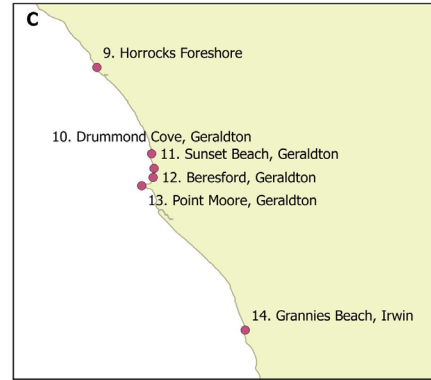 C
9. Horrocks Foreshore
10. Drummond Cove, Geraldton
11. Sunset Beach, Geraldton
12. Beresford, Geraldton
13. Point Moore, Geraldton
14. Grannies Beach, Irwin